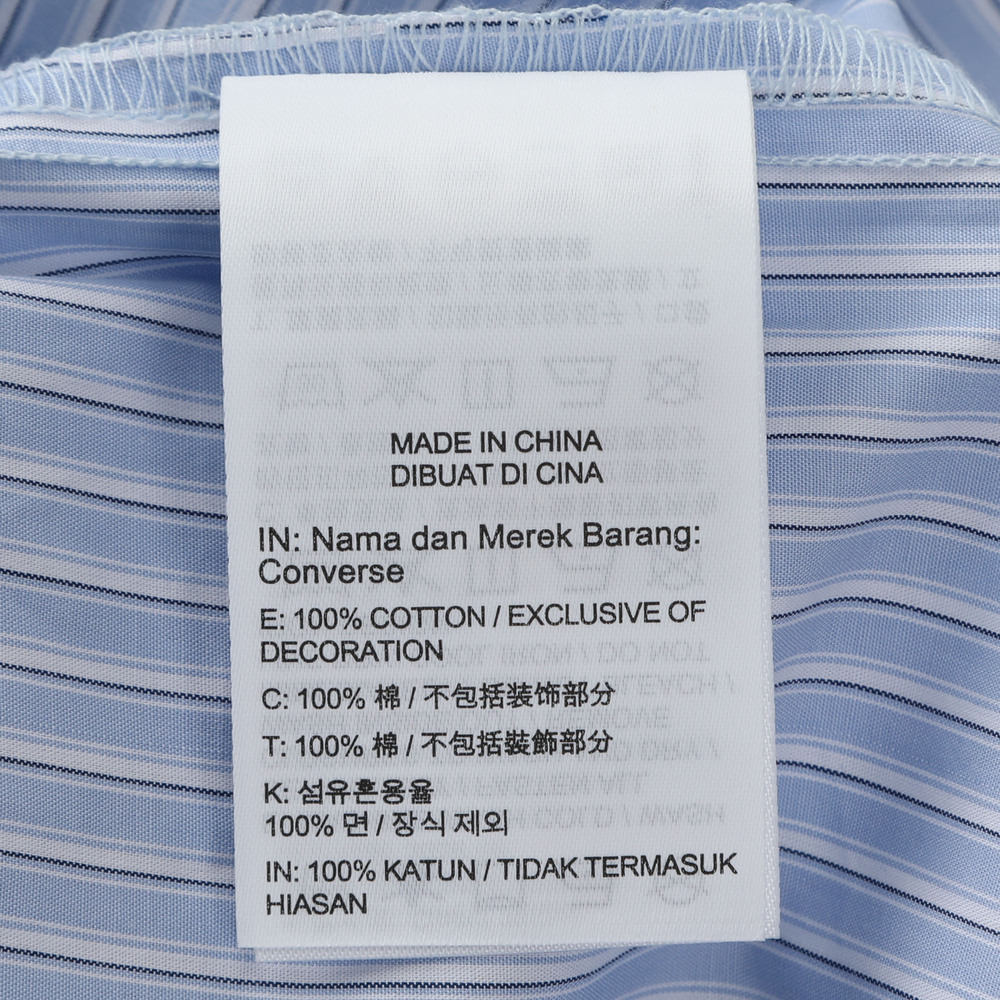 MADE IN CHINA
DIBUAT DI CINA
IN: Nama dan Merek Barang:
Converse
E: 100% COTTON / EXCLUSIVE OF
DECORATION
C: 100% 棉 / 不包括装饰部分
T: 100% 棉 / 不包括裝飾部分
K: 섬유혼용율
100% 면 / 장식 제외
IN: 100% KATUN / TIDAK TERMASUK
HIASAN